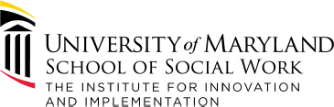 UNIVERSITY of MARYLAND
SCHOOL OF SOCIAL WORK
THE INSTITUTE FOR INNOVATION
AND IMPLEMENTATION